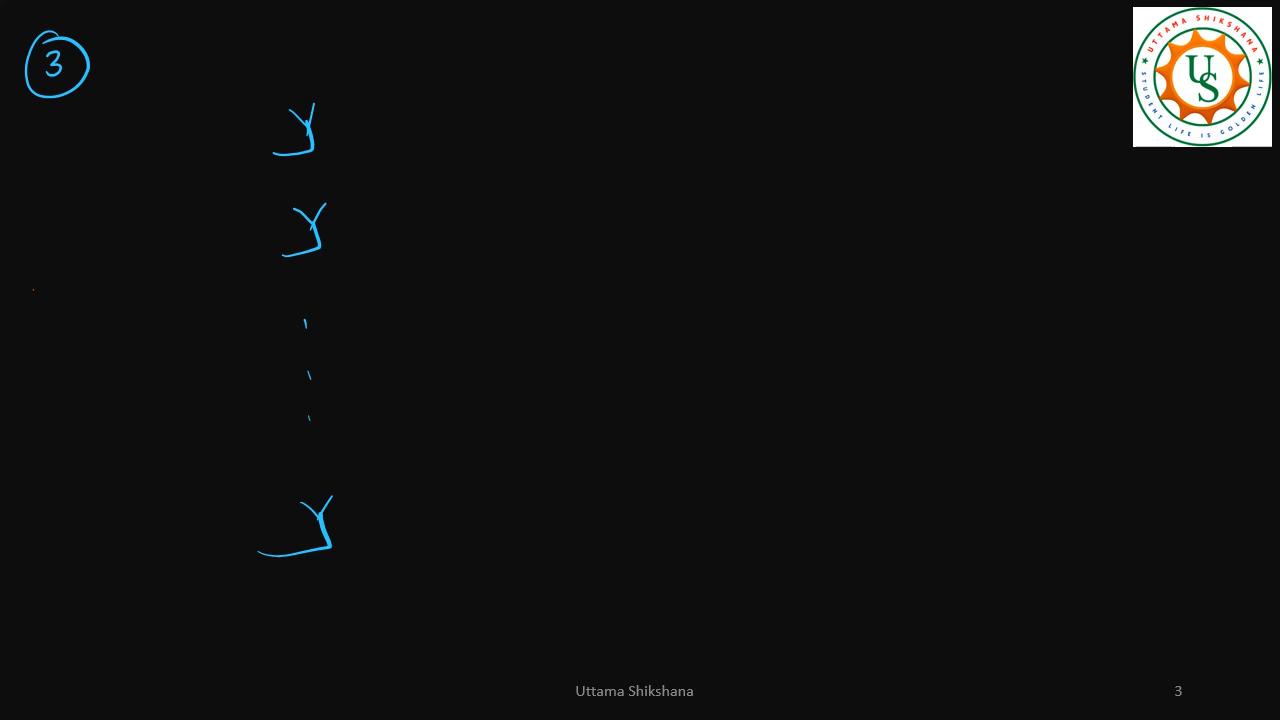 3
UTTAMA SHIKSHANA
US
STUDENT LIFE IS GOLDEN LIFE
Uttama Shikshana
3